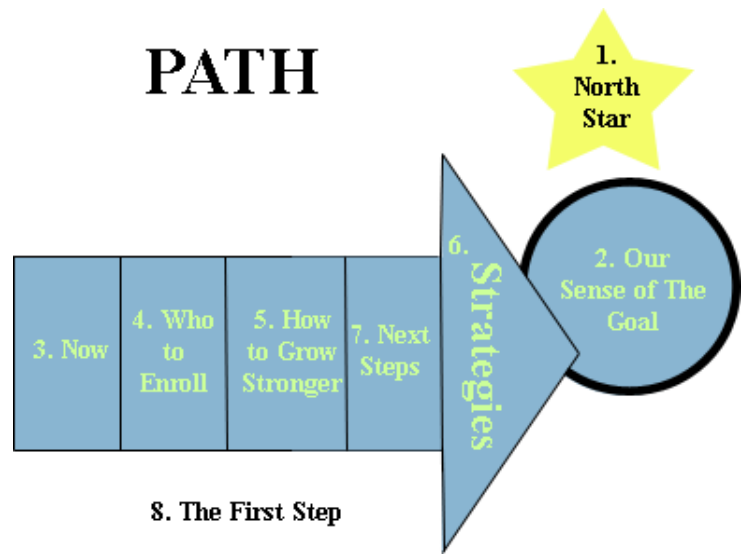 PATH
1.
North
Star
2. Our
Sense of The
Goal
3. Now
4. Who
to
Enroll
5. How
to Grow
Stronger
7. Next
Steps
6.
Strategies
8. The First Step